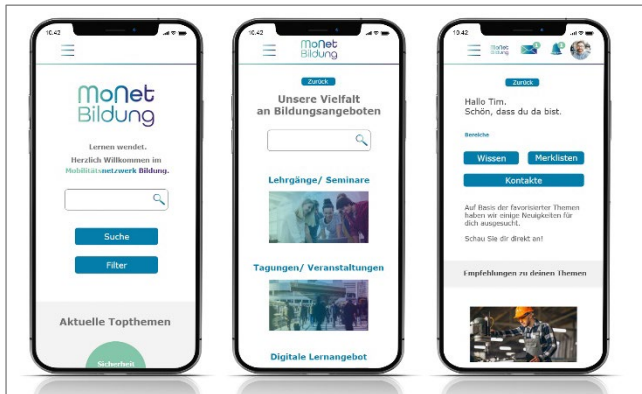 10.42
MoNet
Bildung
Lernen wendet.
Herzlich Willkommen im
Mobilitätsnetzwerk Bildung.
Suche
Filter
Aktuelle Topthemen
Sicherheit
10.42
MoNet
Bildung
Zurück
Unsere Vielfalt
an Bildungsangeboten
Lehrgänge/ Seminare
Tagungen/ Veranstaltungen
Digitale Lernangebot
10.42
MoNet
Bildung
Zurück
Hallo Tim.
Schön, dass du da bist.
Bereiche
Wissen
Merklisten
Kontakte
Auf Basis der favorisierter Themen
haben wir einige Neuigkeiten für
dich ausgesucht.
Schau Sie dir direkt an!
Empfehlungen zu deinen Themen